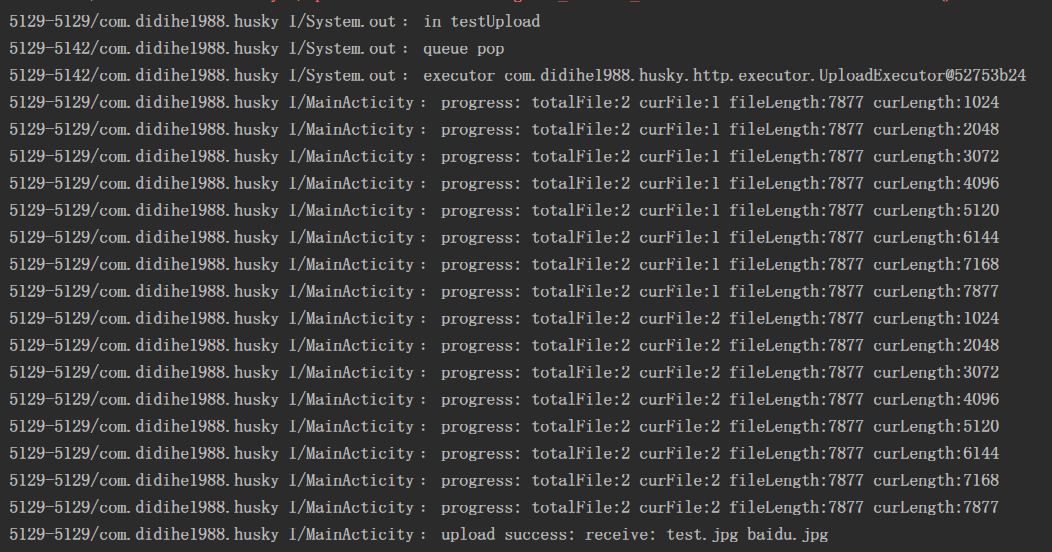 5129-5129/com.didihe1988.husky I/System.out: in testUpload
5129-5142/com.didihe1988.husky I/System.out: queue pop
5129-5142/com.didihe1988.husky I/System.out: executor com.didihe1988.husky.http.executor.UploadExecutor@52753b24
5129-5129/com.didihe1988.husky I/MainActicity: progress: totalFile:2 curFile:1 fileLength:7877 curLength:1024
5129-5129/com.didihe1988.husky I/MainActicity: progress: totalFile:2 curFile:1 fileLength:7877 curLength:2048
5129-5129/com.didihe1988.husky I/MainActicity: progress: totalFile:2 curFile:1 fileLength:7877 curLength:3072
5129-5129/com.didihe1988.husky I/MainActicity: progress: totalFile:2 curFile:1 fileLength:7877 curLength:4096
5129-5129/com.didihe1988.husky I/MainActicity: progress: totalFile:2 curFile:1 fileLength:7877 curLength:5120
5129-5129/com.didihe1988.husky I/MainActicity: progress: totalFile:2 curFile:1 fileLength:7877 curLength:6144
5129-5129/com.didihe1988.husky I/MainActicity: progress: totalFile:2 curFile:1 fileLength:7877 curLength:7168
5129-5129/com.didihe1988.husky I/MainActicity: progress: totalFile:2 curFile:1 fileLength:7877 curLength:7877
5129-5129/com.didihe1988.husky I/MainActicity: progress: totalFile:2 curFile:2 fileLength:7877 curLength:1024
5129-5129/com.didihe1988.husky I/MainActicity: progress: totalFile:2 curFile:2 fileLength:7877 curLength:2048
5129-5129/com.didihe1988.husky I/MainActicity: progress: totalFile:2 curFile:2 fileLength:7877 curLength:3072
5129-5129/com.didihe1988.husky I/MainActicity: progress: totalFile:2 curFile:2 fileLength:7877 curLength:4096
5129-5129/com.didihe1988.husky I/MainActicity: progress: totalFile:2 curFile:2 fileLength:7877 curLength:5120
5129-5129/com.didihe1988.husky I/MainActicity: progress: totalFile:2 curFile:2 fileLength:7877 curLength:6144
5129-5129/com.didihe1988.husky I/MainActicity: progress: totalFile:2 curFile:2 fileLength:7877 curLength:7168
5129-5129/com.didihe1988.husky I/MainActicity: progress: totalFile:2 curFile:2 fileLength:7877 curLength:7877
5129-5129/com.didihe1988.husky I/MainActicity: upload success: receive: test.jpg baidu.jpg